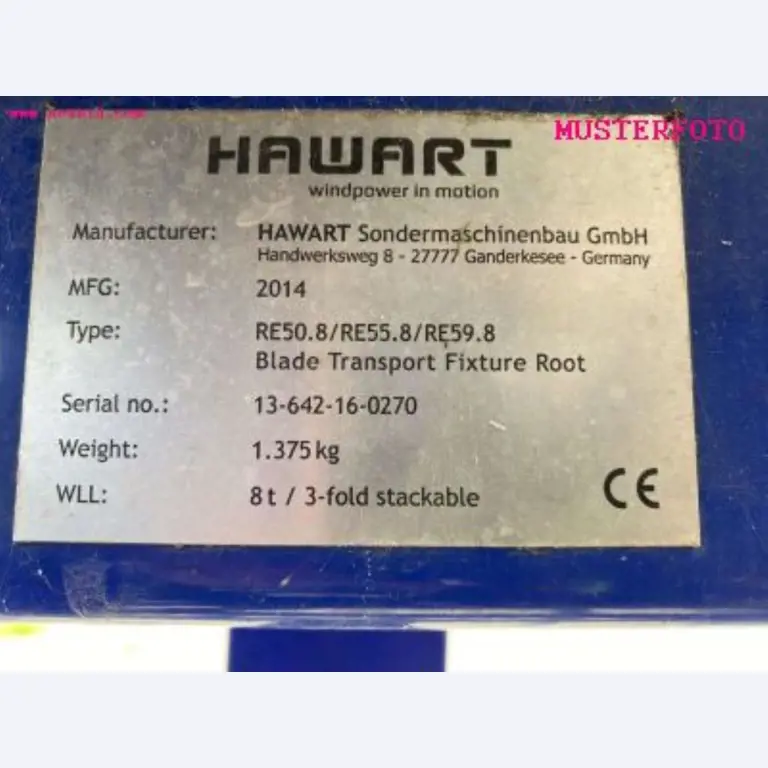 MUSTERFOTO
HAWART
windpower in motion
Manufacturer: HAWART Sondermaschinenbau GmbH
Handwerksweg 8 - 27777 Ganderkesee - Germany
MFG: 2014
Type: RE50.8/RE55.8/RE59.8
Blade Transport Fixture Root
Serial no.: 13-642-16-0270
Weight: 1.375 kg
WLL: 8 t / 3-fold stackable
CE